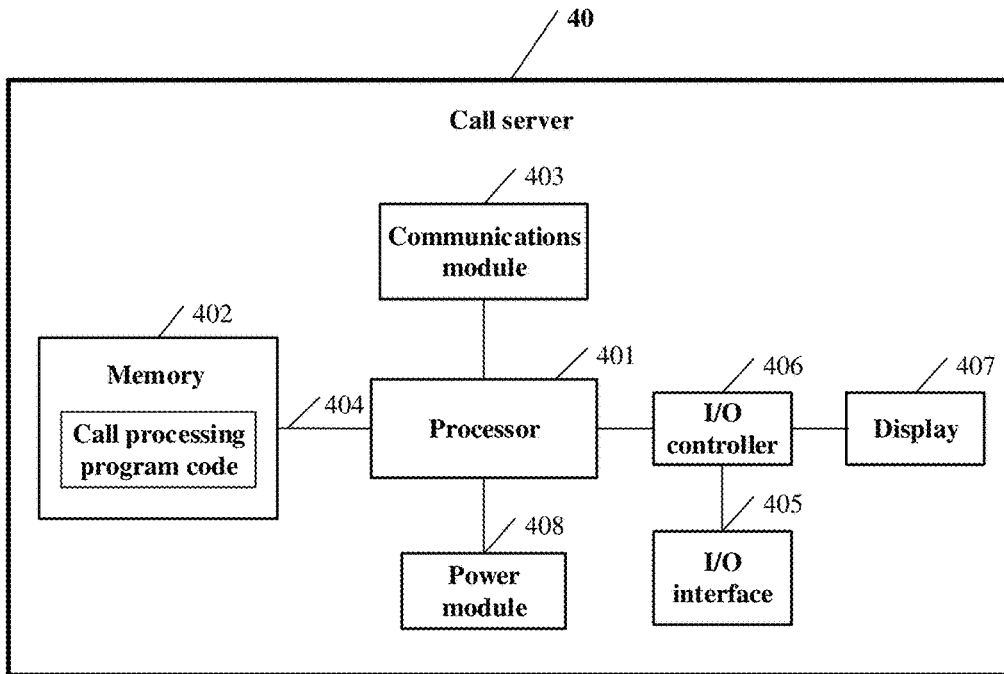 40
Call server
403
Communications
module
402
Memory
Call processing
program code
404
401
Processor
406
I/O
controller
407
Display
408
Power
module
405
I/O
interface